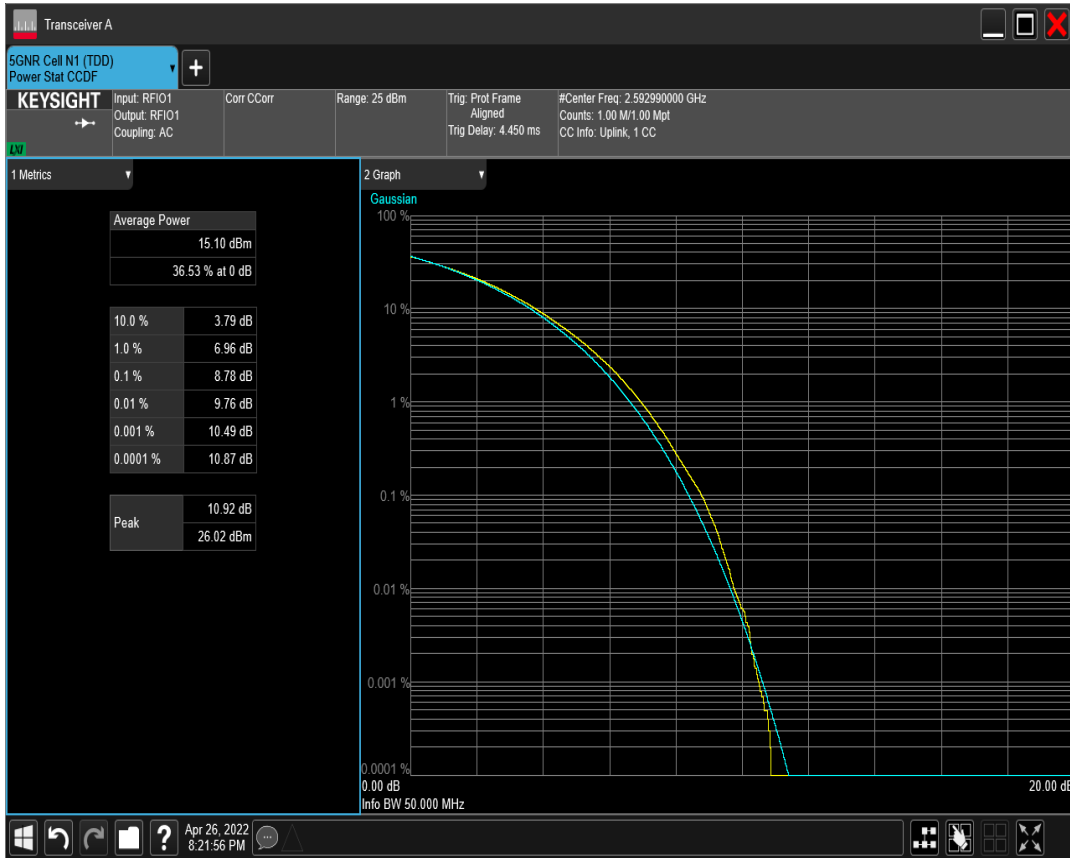 Transceiver A
5GNR Cell N1 (TDD)
Power Stat CCDF
+
KEYSIGHT
LXI
Input: RFIO1
Output: RFIO1
Coupling: AC
Corr CCorr
Range: 25 dBm
Trig: Prot Frame
Aligned
Trig Delay: 4.450 ms
#Center Freq: 2.592990000 GHz
Counts: 1.00 M/1.00 Mpt
CC Info: Uplink, 1 CC
1 Metrics
Average Power
15.10 dBm
36.53 % at 0 dB
10.0 % 3.79 dB
1.0 % 6.96 dB
0.1 % 8.78 dB
0.01 % 9.76 dB
0.001 % 10.49 dB
0.0001 % 10.87 dB
Peak
10.92 dB
26.02 dBm
2 Graph
Gaussian
100 %
10 %
1 %
0.1 %
0.01 %
0.001 %
0.0001 %
0.00 dB 20.00 dB
Info BW 50.000 MHz
?
Apr 26, 2022
8:21:56 PM